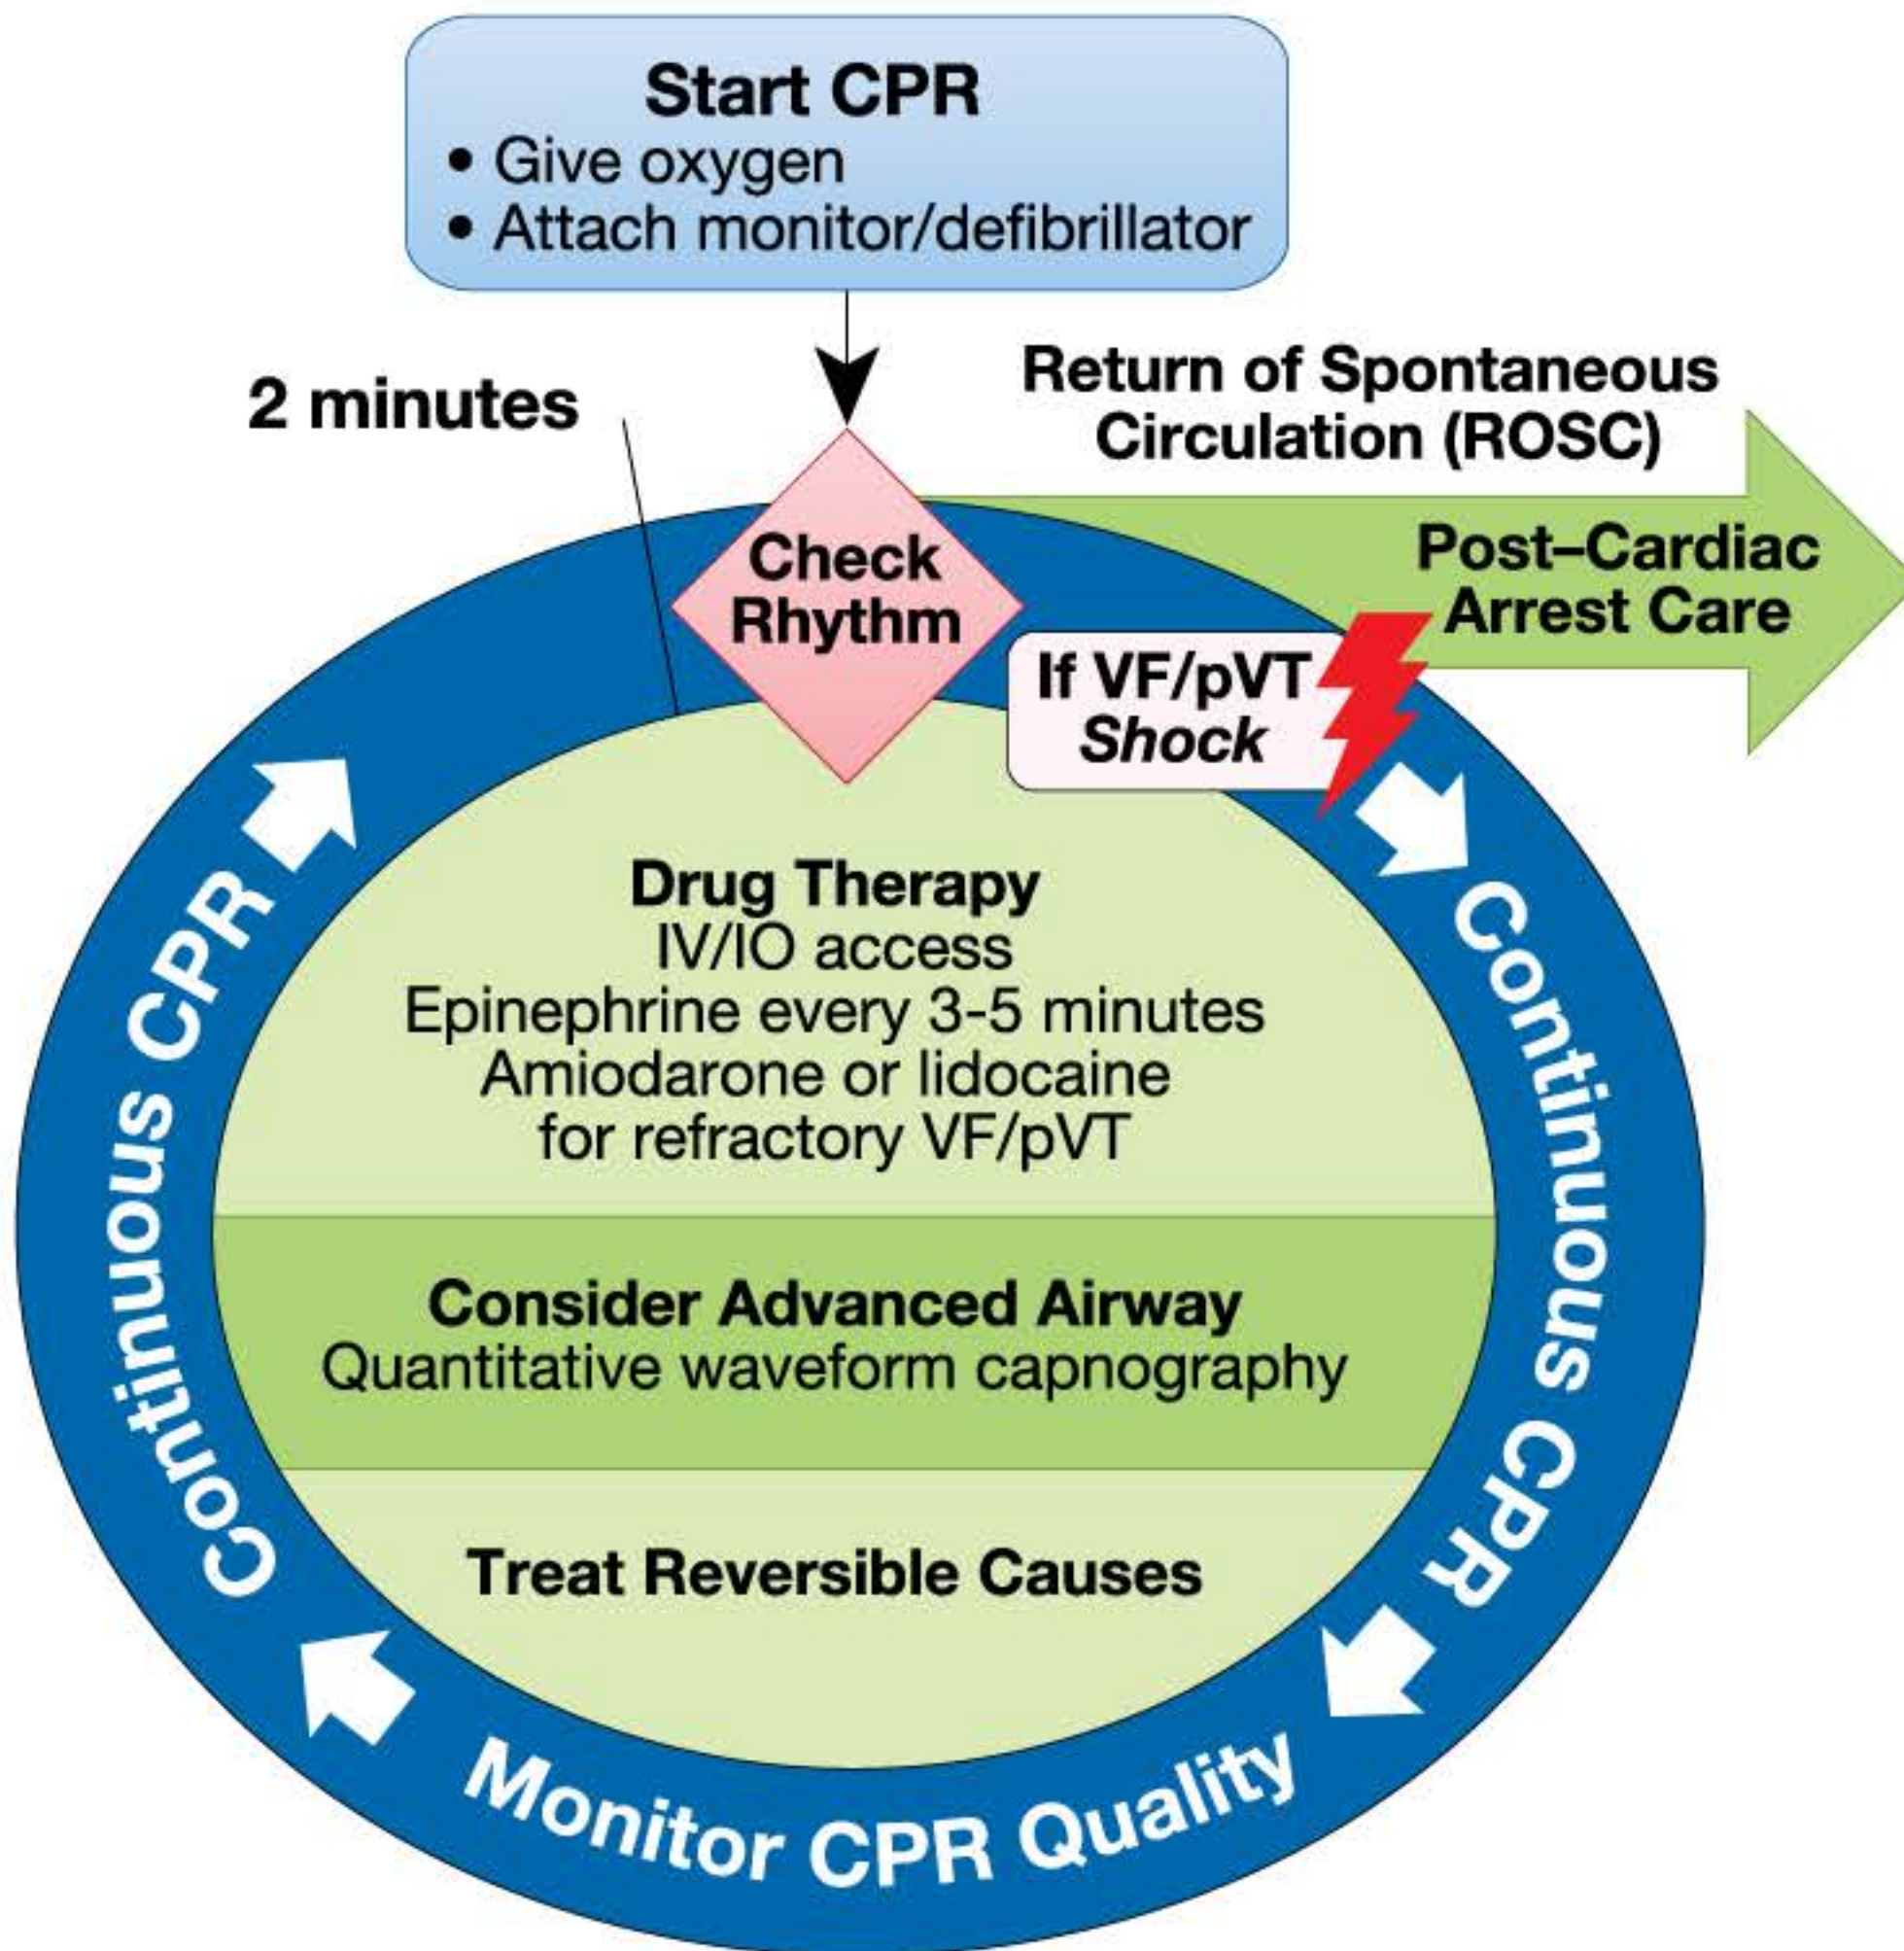 Start CPR
• Give oxygen
• Attach monitor/defibrillator
2 minutes
Return of Spontaneous
Circulation (ROSC)
Check
Rhythm
Post–Cardiac
Arrest Care
If VF/pVT
Shock
Drug Therapy
IV/IO access
Epinephrine every 3-5 minutes
Amiodarone or lidocaine
for refractory VF/pVT
Consider Advanced Airway
Quantitative waveform capnography
Treat Reversible Causes
Continuous CPR
Monitor CPR Quality
Continuous CPR